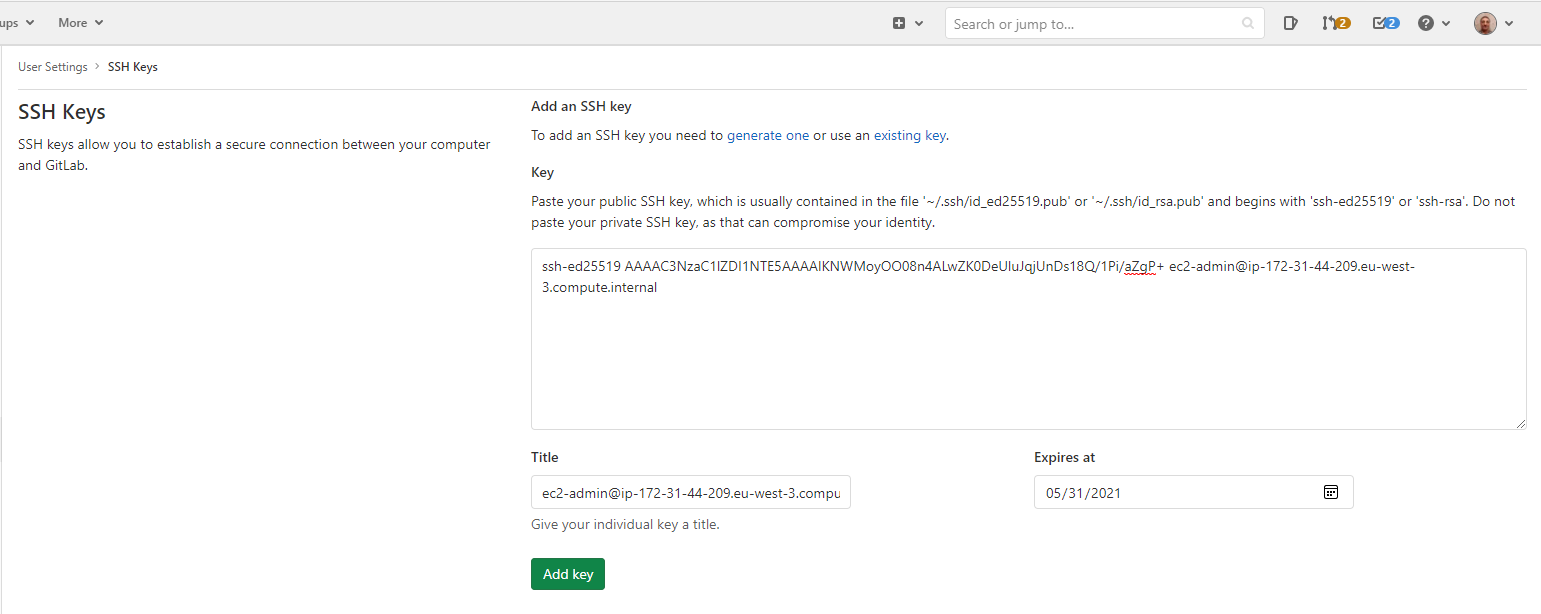 ups More Search or jump to... 2 2
User Settings > SSH Keys
SSH Keys
SSH keys allow you to establish a secure connection between your computer
and GitLab.
Add an SSH key
To add an SSH key you need to generate one or use an existing key.
Key
Paste your public SSH key, which is usually contained in the file '~/.ssh/id_ed25519.pub' or '~/.ssh/id_rsa.pub' and begins with 'ssh-ed25519' or 'ssh-rsa'. Do not
paste your private SSH key, as that can compromise your identity.
ssh-ed25519 AAAAC3NzaC1lZDI1NTE5AAAAIKNWMoyOO08n4ALwZK0DeUIuJqjUnDs18Q/1Pi/aZgP+ ec2-admin@ip-172-31-44-209.eu-west-
3.compute.internal
Title
Expires at
ec2-admin@ip-172-31-44-209.eu-west-3.compu
05/31/2021
Give your individual key a title.
Add key